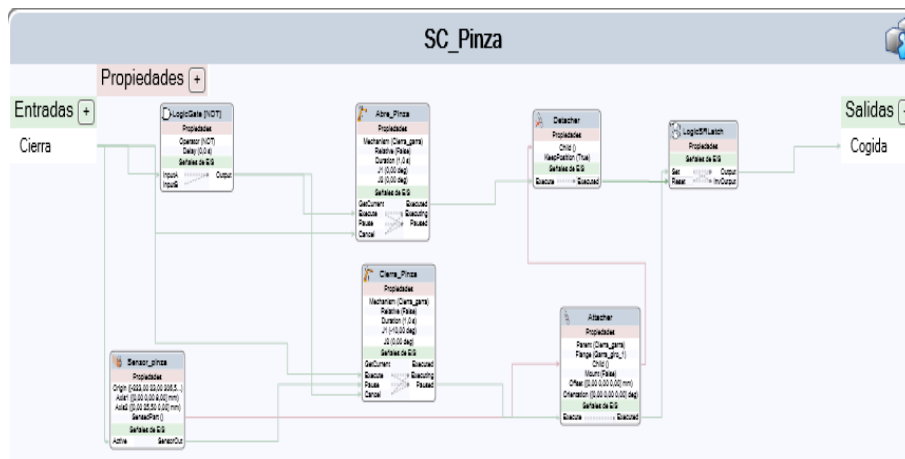 SC_Pinza
Propiedades +
Entradas +
Cierra
Salidas
Cogida
LogicGate [NOT]
Propiedades
Operator (NOT)
Delay (0,0 s)
Señales de E/S
InputA Output
InputB
Abre_Pinza
Propiedades
Mechanism (Cierra_garra)
Relative (False)
Duration (1,0 s)
J1 (0,00 deg)
J2 (0,00 deg)
Señales de E/S
GetCurrent Executed
Execute Executing
Pause Paused
Cancel
Detacher
Propiedades
Child ()
KeepPosition (True)
Señales de E/S
Execute Executed
LogicSRLatch
Propiedades
Señales de E/S
Set Output
Reset InvOutput
Cierra_Pinza
Propiedades
Mechanism (Cierra_garra)
Relative (False)
Duration (1,0 s)
J1 (-10,00 deg)
J2 (0,00 deg)
Señales de E/S
GetCurrent Executed
Execute Executing
Pause Paused
Cancel
Sensor_pinza
Propiedades
SensedPart ()
Señales de E/S
Active SensorOut
Attacher
Propiedades
Parent (Cierra_garra)
Flange (Garra_giro_1)
Child ()
Mount (False)
Offset ([0,00 0,00 0,00] mm)
Orientation ([0,00 0,00 0,00] deg)
Señales de E/S
Execute Executed